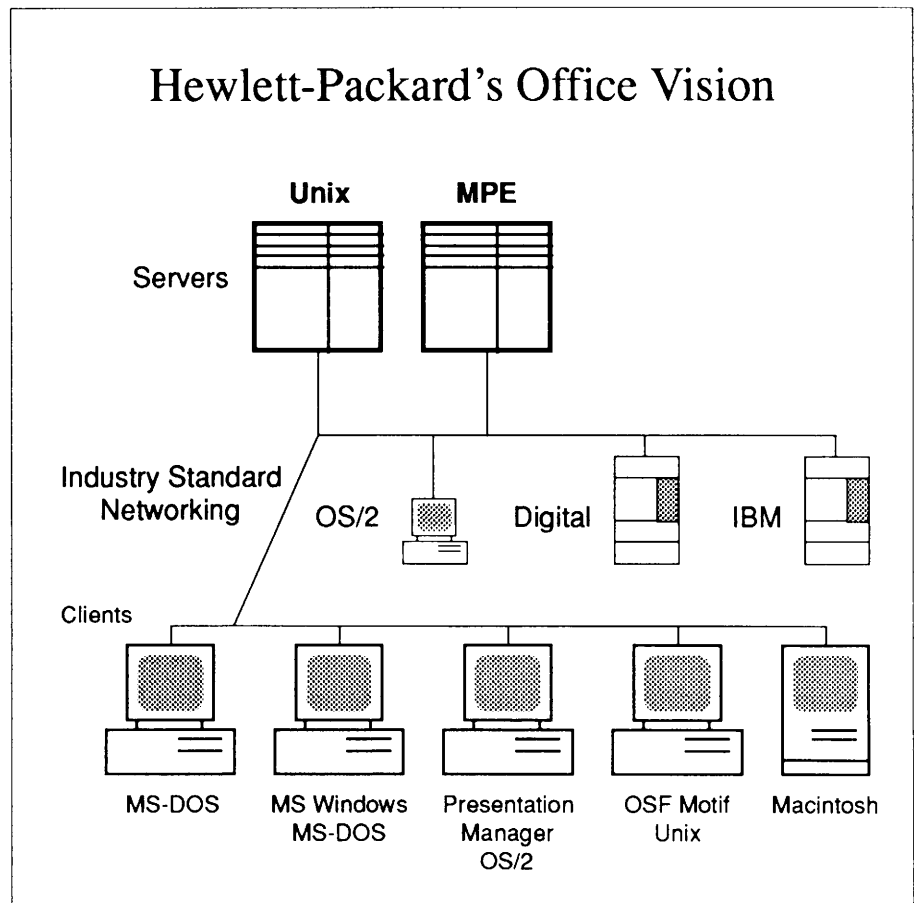 Hewlett-Packard's Office Vision
Unix
MPE
Servers
Industry Standard
Networking
OS/2
Digital
IBM
Clients
MS-DOS
MS Windows
MS-DOS
Presentation
Manager
OS/2
OSF Motif
Unix
Macintosh